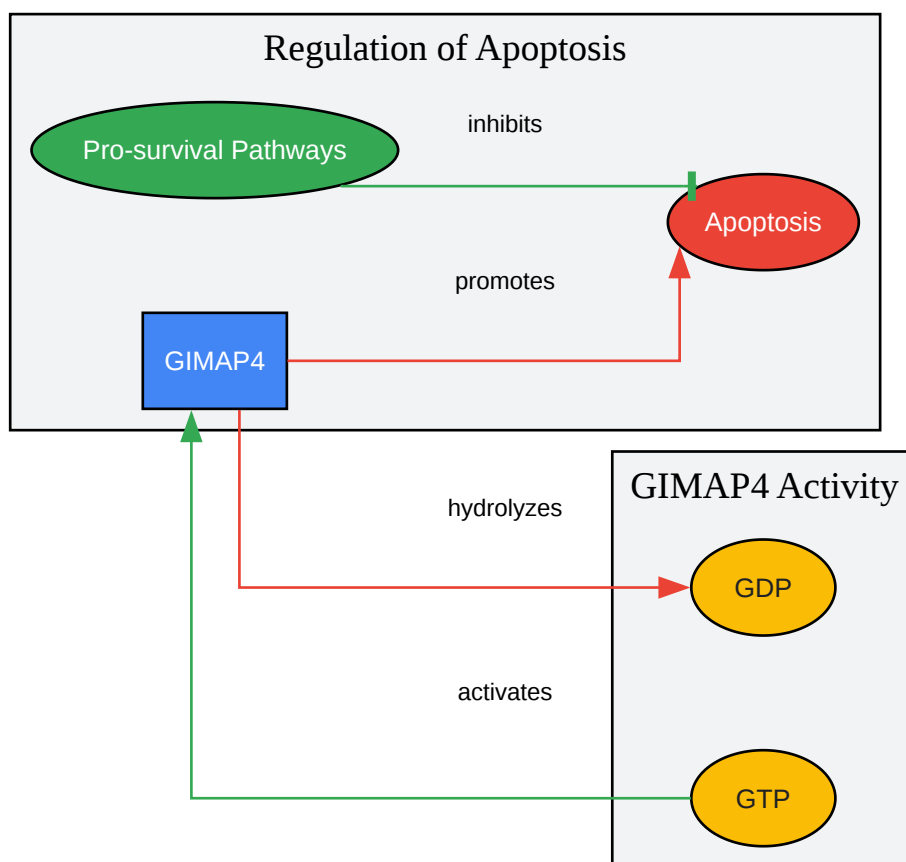 Regulation of Apoptosis
inhibits
Pro-survival Pathways
Apoptosis
promotes
GIMAP4
GIMAP4 Activity
hydrolyzes
GDP
activates
GTP